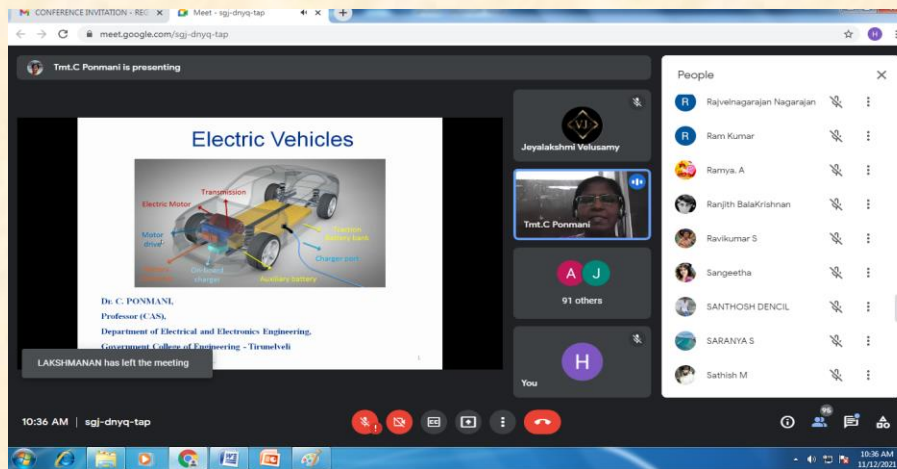 CONFERENCE INVITATION - REG
Meet - sgj-dnyq-tap
meet.google.com/sgj-dnyq-tap
H
Tmt.C Ponmani is presenting
Electric Vehicles
Transmission
Electric Motor
Motor drive
On-board charger
Auxiliary battery
Charger port
battery bank
Dr. C. PONMANI,
Professor (CAS),
Department of Electrical and Electronics Engineering,
Government College of Engineering - Tirunelveli
1
LAKSHMANAN has left the meeting
VJ
Jeyalakshmi Velusamy
Tmt.C Ponmani
A J
91 others
H
You
People
R Rajvelnagarajan Nagarajan
R Ram Kumar
Ramya. A
Ranjith BalaKrishnan
Ravikumar S
Sangeetha
SANTHOSH DENCIL
SARANYA S
Sathish M
10:36 AM | sgj-dnyq-tap
CC
96
10:36 AM
11/12/2021